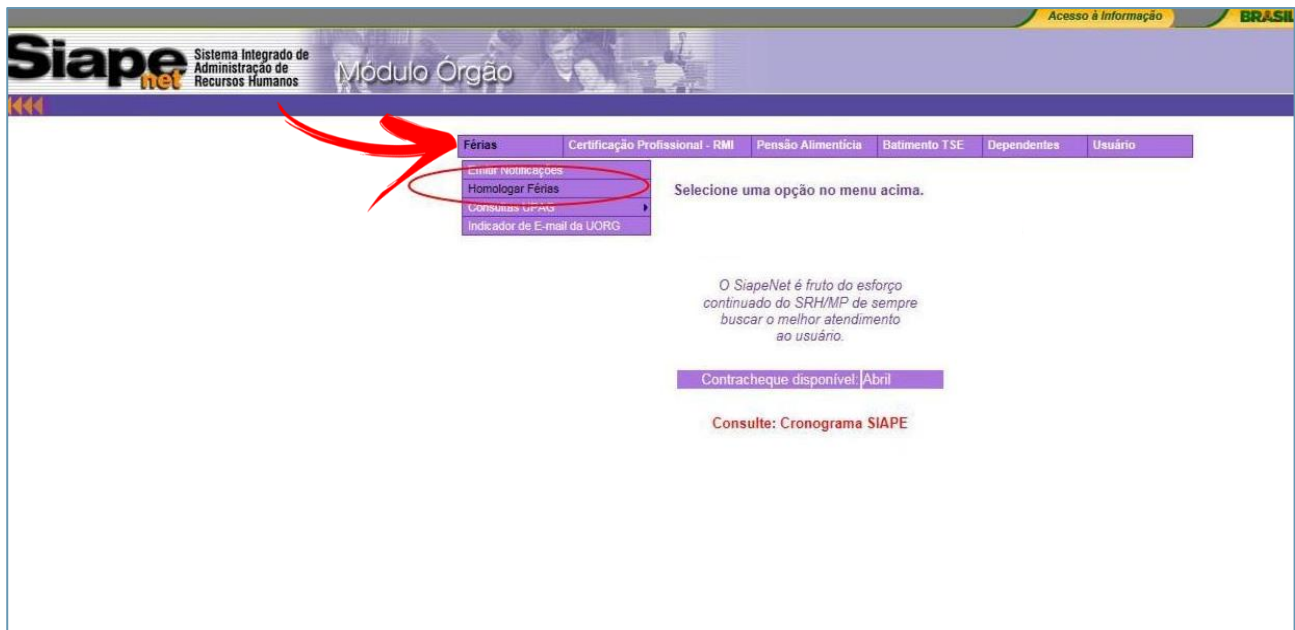 Acesso à Informação
BRASIL
Siape
net
Sistema Integrado de
Administração de
Recursos Humanos
Módulo Órgão
Férias
Certificação Profissional - RMI
Pensão Alimentícia
Batimento TSE
Dependentes
Usuário
Emitir Notificações
Homologar Férias
Consultas UPAG
Indicador de E-mail da UORG
Selecione uma opção no menu acima.
O SiapeNet é fruto do esforço
continuado do SRH/MP de sempre
buscar o melhor atendimento
ao usuário.
Contracheque disponível: Abril
Consulte: Cronograma SIAPE